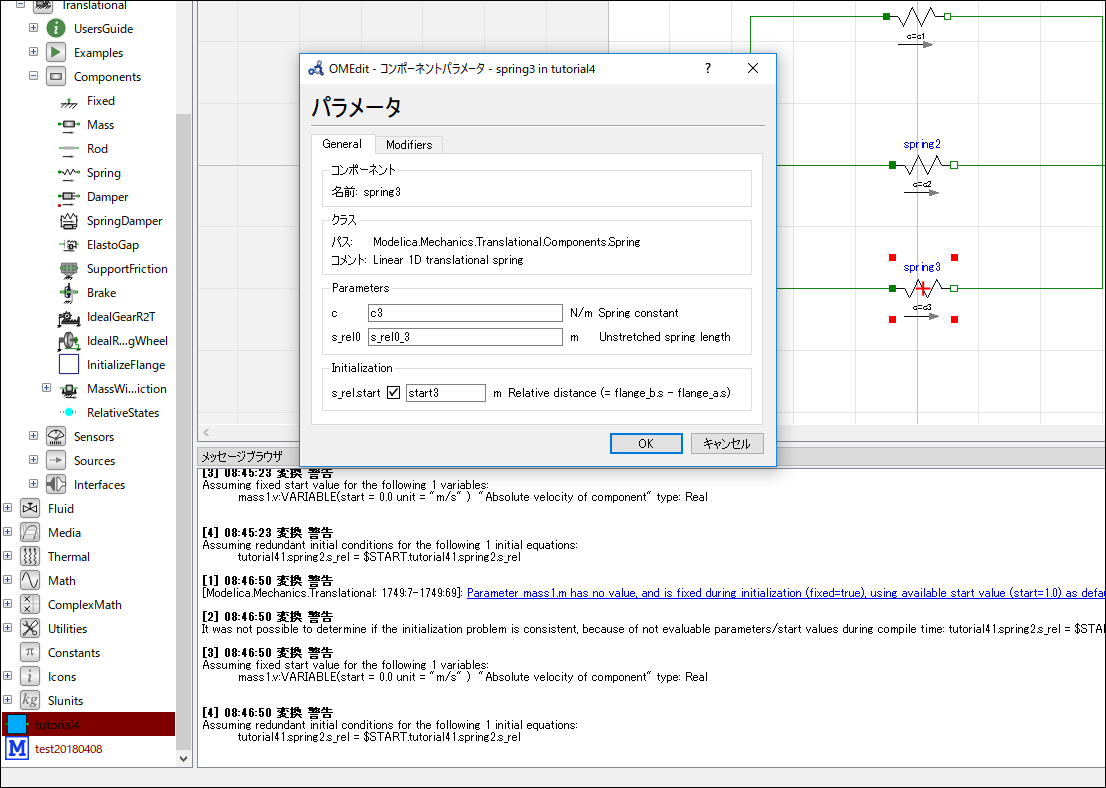 Translational
UsersGuide
Examples
Components
Fixed
Mass
Rod
Spring
Damper
SpringDamper
ElastoGap
SupportFriction
Brake
IdealGearR2T
IdealR...gWheel
InitializeFlange
MassWi...iction
RelativeStates
Sensors
Sources
Interfaces
Fluid
Media
Thermal
Math
ComplexMath
Utilities
Constants
Icons
SIunits
tutorial4
test20180408
c=c1
spring2
c=c2
spring3
c=c3
OMEdit - コンポーネントパラメータ - spring3 in tutorial4
パラメータ
General Modifiers
コンポーネント
名前: spring3
クラス
パス: Modelica.Mechanics.Translational.Components.Spring
コメント: Linear 1D translational spring
Parameters
c c3 N/m Spring constant
s_rel0 s_rel0_3 m Unstretched spring length
Initialization
s_rel.start start3 m Relative distance (= flange_b.s - flange_a.s)
OK キャンセル
メッセージブラウザ
[3] 08:45:23 変換 警告
Assuming fixed start value for the following 1 variables:
mass1.v:VARIABLE(start = 0.0 unit = "m/s" ) "Absolute velocity of component" type: Real
[4] 08:45:23 変換 警告
Assuming redundant initial conditions for the following 1 initial equations:
tutorial41.spring2.s_rel = $START.tutorial41.spring2.s_rel
[1] 08:46:50 変換 警告
[Modelica.Mechanics.Translational: 1749:7-1749:69]: Parameter mass1.m has no value, and is fixed during initialization (fixed=true), using available start value (start=1.0) as defau
[2] 08:46:50 変換 警告
It was not possible to determine if the initialization problem is consistent, because of not evaluable parameters/start values during compile time: tutorial41.spring2.s_rel = $STAI
[3] 08:46:50 変換 警告
Assuming fixed start value for the following 1 variables:
mass1.v:VARIABLE(start = 0.0 unit = "m/s" ) "Absolute velocity of component" type: Real
[4] 08:46:50 変換 警告
Assuming redundant initial conditions for the following 1 initial equations:
tutorial41.spring2.s_rel = $START.tutorial41.spring2.s_rel